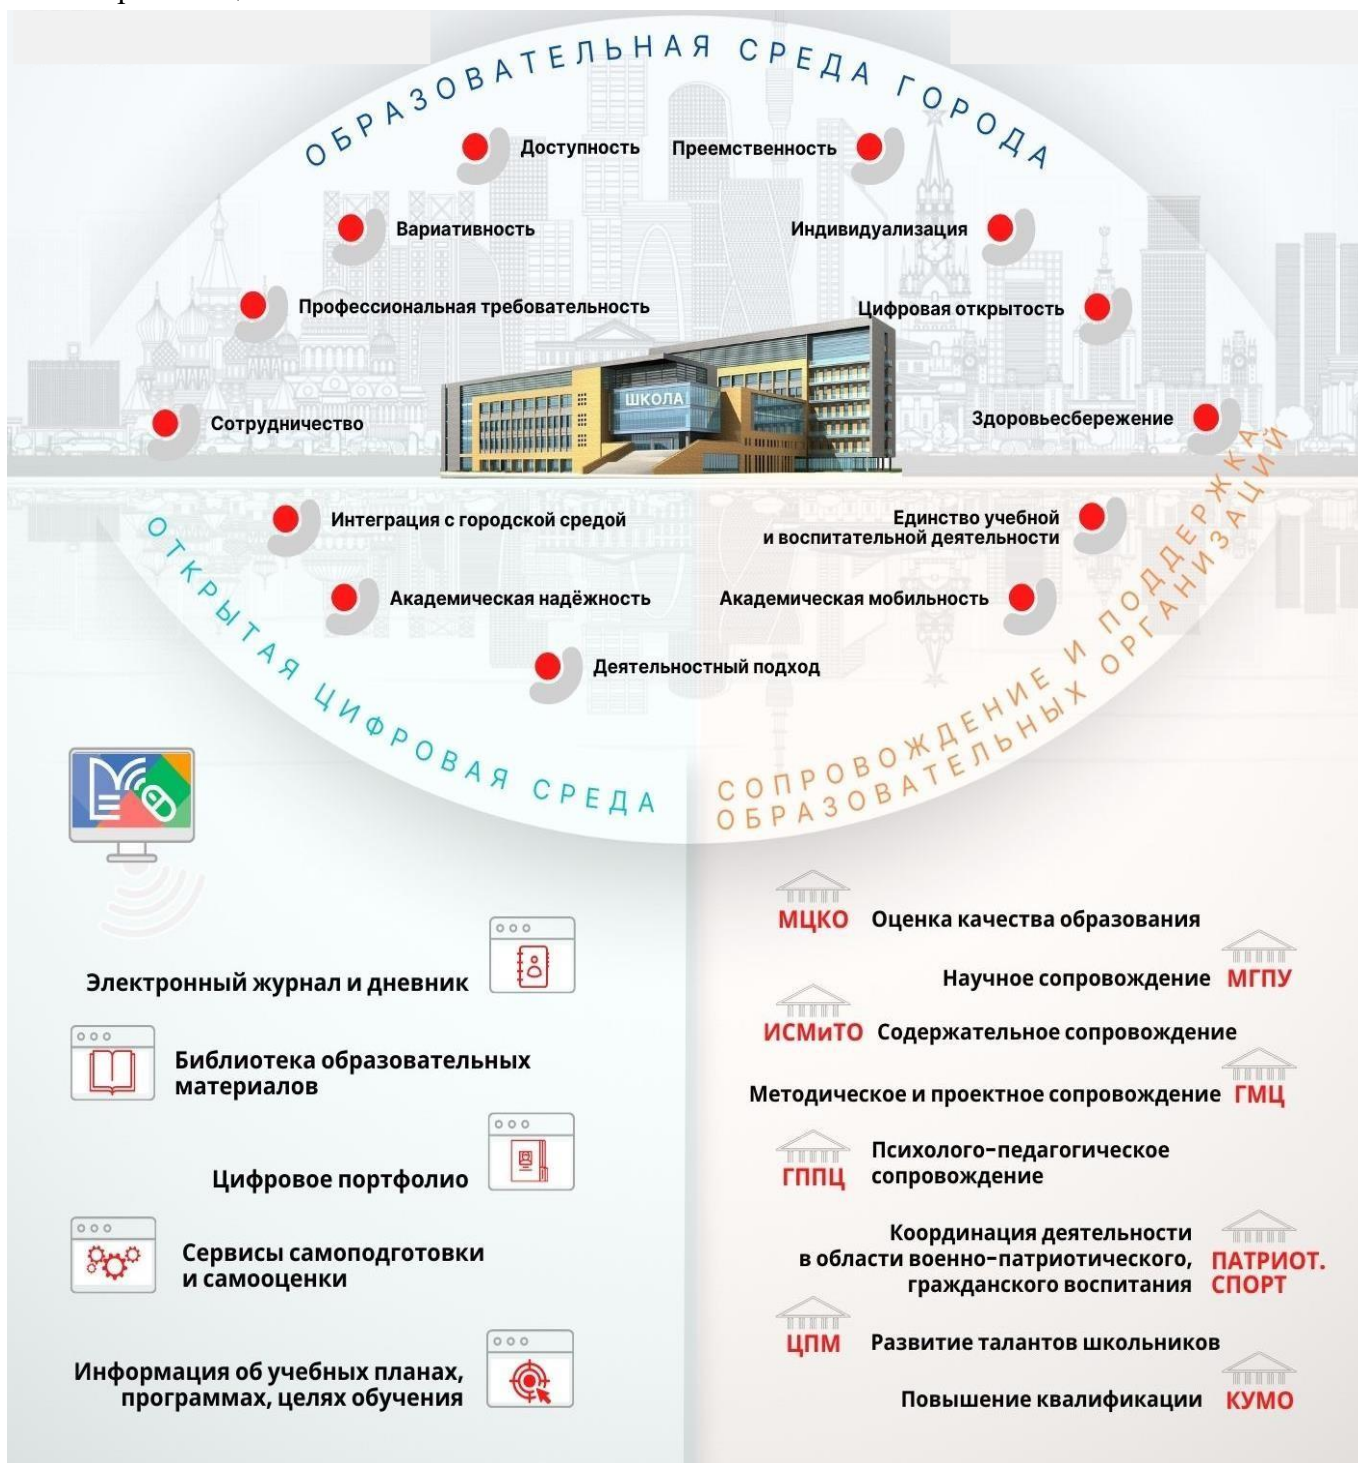 ОБРАЗОВАТЕЛЬНАЯ СРЕДА ГОРОДА
Доступность
Преемственность
Вариативность
Индивидуализация
Профессиональная требовательность
Цифровая открытость
ШКОЛА
Сотрудничество
Здоровьесбережение
Интеграция с городской средой
Единство учебной
и воспитательной деятельности
Академическая надёжность
Академическая мобильность
Деятельностный подход
ОТКРЫТАЯ ЦИФРОВАЯ СРЕДА
СОПРОВОЖДЕНИЕ И ПОДДЕРЖКА
ОБРАЗОВАТЕЛЬНЫХ ОРГАНИЗАЦИЙ
Электронный журнал и дневник
Библиотека образовательных
материалов
Цифровое портфолио
Сервисы самоподготовки
и самооценки
Информация об учебных планах,
программах, целях обучения
МЦКО Оценка качества образования
Научное сопровождение МГПУ
ИСМиТО Содержательное сопровождение
Методическое и проектное сопровождение ГМЦ
ГППЦ Психолого-педагогическое
сопровождение
Координация деятельности
в области военно-патриотического,
гражданского воспитания
ПАТРИОТ.
СПОРТ
ЦПМ Развитие талантов школьников
Повышение квалификации КУМО